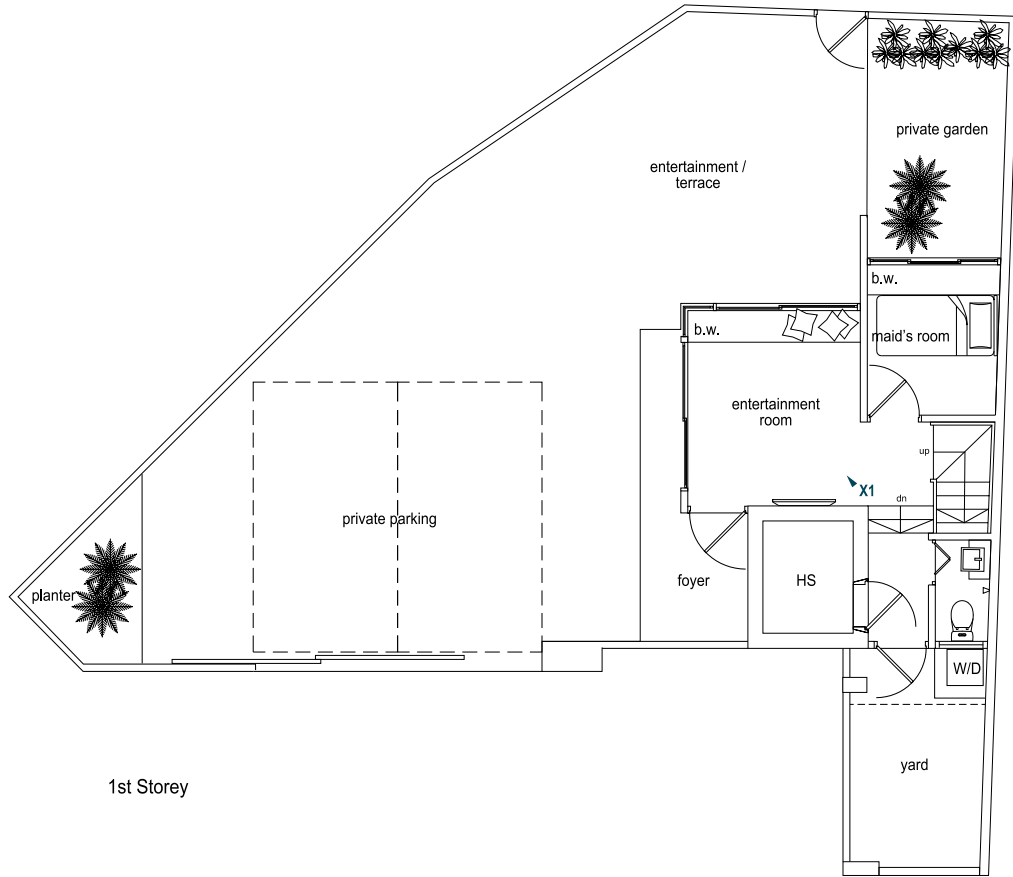 private garden
entertainment /
terrace
b.w.
b.w.
maid's room
entertainment
room
up
X1
dn
private parking
foyer
HS
planter
W/D
yard
1st Storey